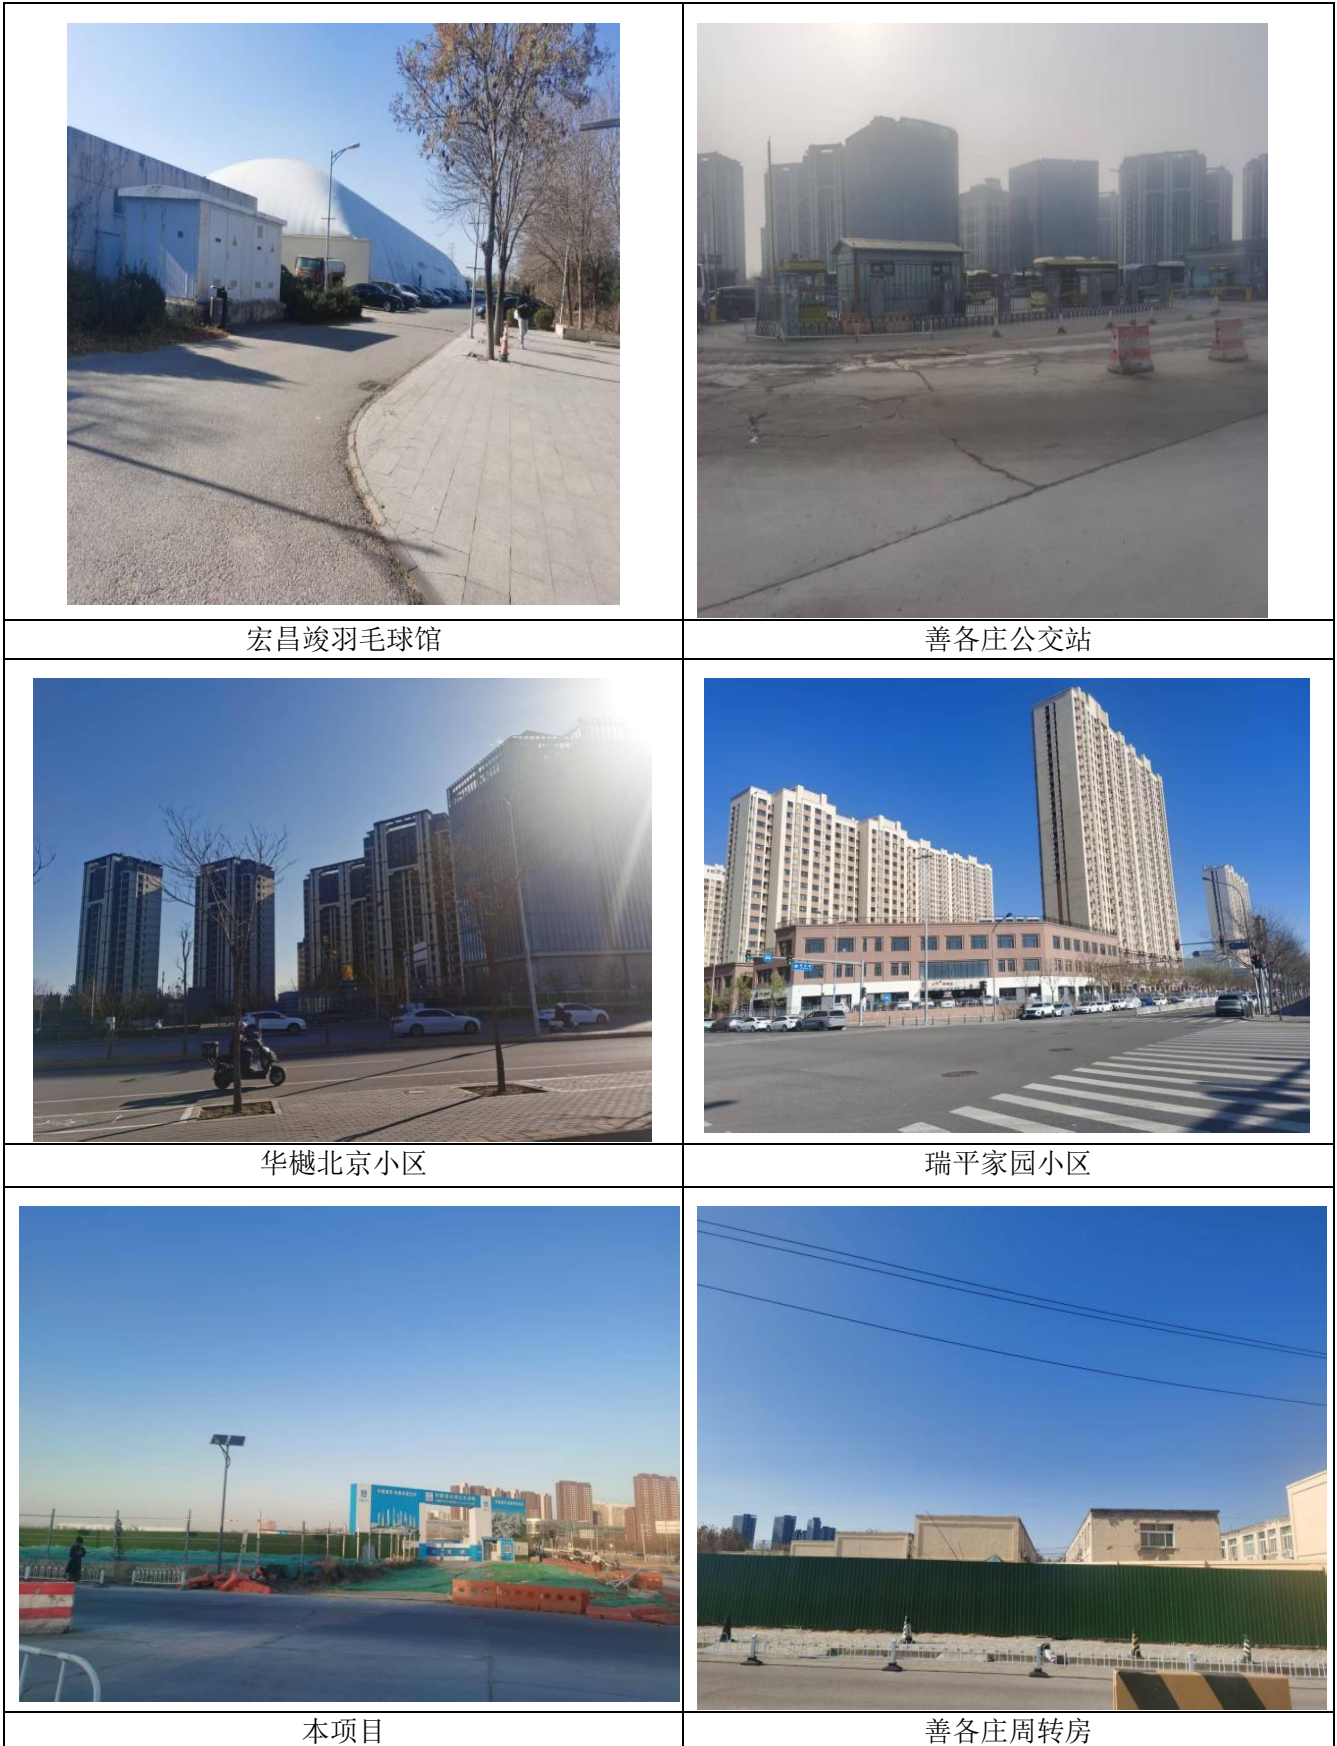 宏昌竣羽毛球馆
善各庄公交站
华樾北京小区
瑞平家园小区
本项目
善各庄周转房